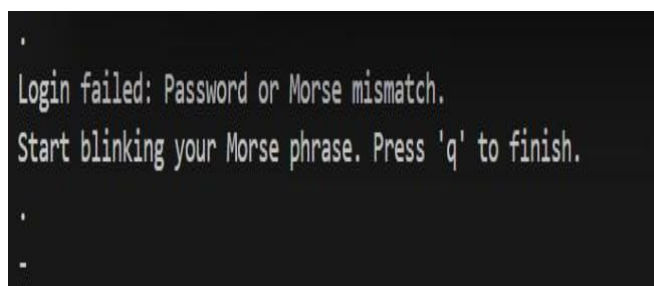 .
Login failed: Password or Morse mismatch.
Start blinking your Morse phrase. Press 'q' to finish.
.
-